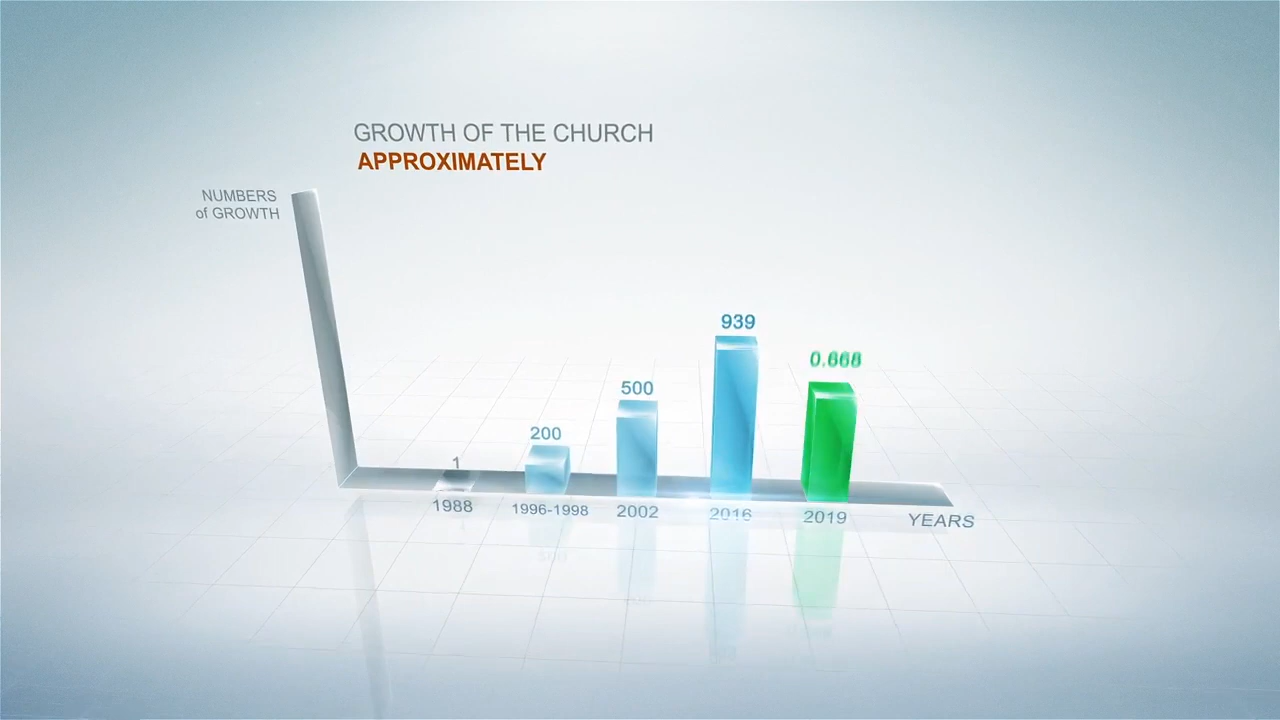 GROWTH OF THE CHURCH
APPROXIMATELY
NUMBERS
of GROWTH
939
0.668
500
200
1
1988
1996-1998
2002
2016
2019
YEARS